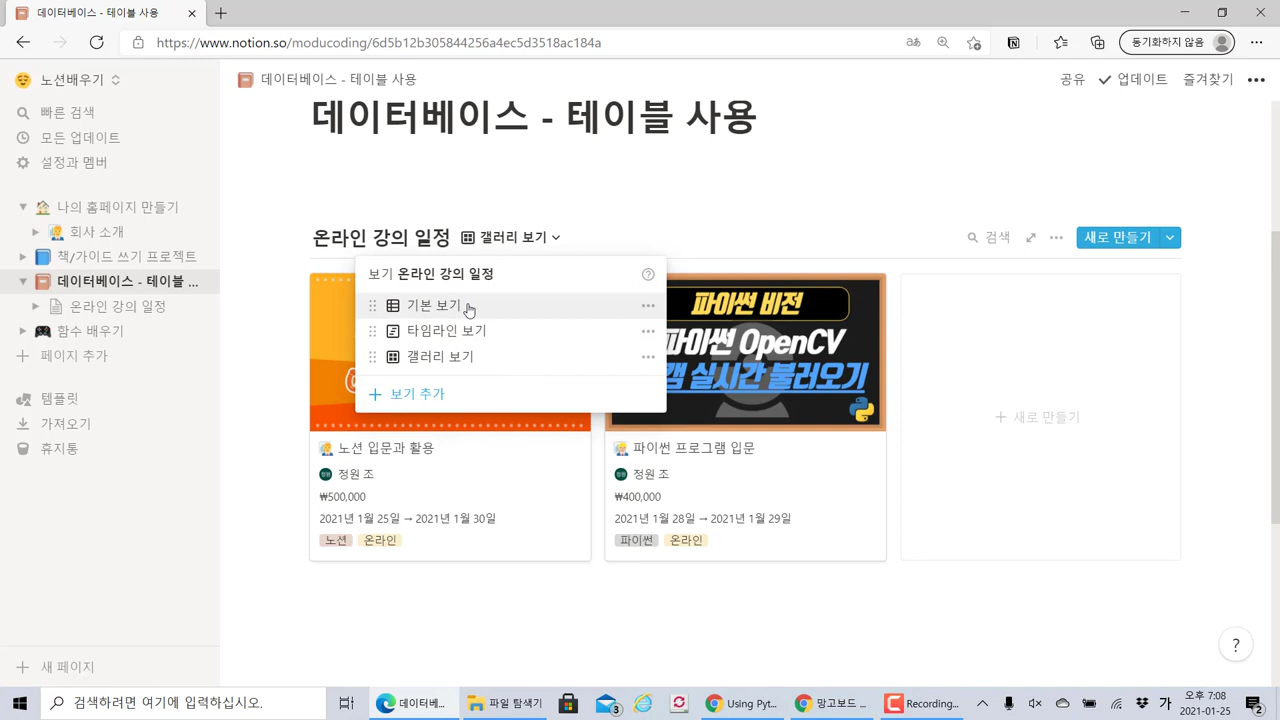 데이터베이스 - 테이블 사용
https://www.notion.so/moducoding/6d5b12b305844256a4ec5d3518ac184a
동기화하지 않음
노션배우기
데이터베이스 - 테이블 사용
공유
업데이트
즐겨찾기
빠른 검색
모든 업데이트
설정과 멤버
나의 홈페이지 만들기
회사 소개
책/가이드 쓰기 프로젝트
데이터베이스 - 테이블 ...
온라인 강의 일정
함수 배우기
페이지 추가
템플릿
가져오기
휴지통
새 페이지
데이터베이스 - 테이블 사용
온라인 강의 일정
갤러리 보기
검색
새로 만들기
보기 온라인 강의 일정
기본 보기
타임라인 보기
갤러리 보기
보기 추가
노션 입문과 활용
정원 조
₩500,000
2021년 1월 25일 → 2021년 1월 30일
노션 온라인
파이썬 비전
파이썬 OpenCV
실시간 불러오기
파이썬 프로그램 입문
정원 조
₩400,000
2021년 1월 28일 → 2021년 1월 29일
파이썬 온라인
새로 만들기
?
검색하려면 여기에 입력하십시오.
데이터베...
파일 탐색기
3
Using Pyt...
망고보드 ...
Recording...
가
오후 7:08
2021-01-25
2